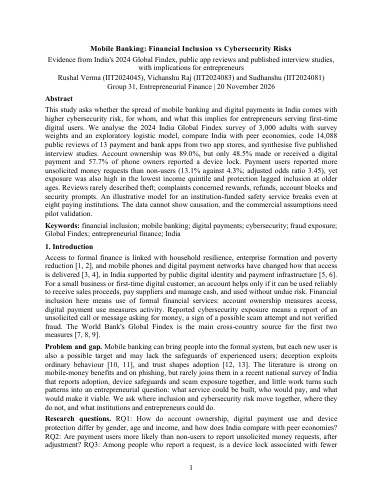 Mobile Banking: Financial Inclusion vs Cybersecurity Risks
Evidence from India's 2024 Global Findex, public app reviews and published interview studies,
with implications for entrepreneurs
Rushal Verma (IIT2024045), Vichanshu Raj (IIT2024083) and Sudhanshu (IIT2024081)
Group 31, Entrepreneurial Finance | 20 November 2026
Abstract
This study asks whether the spread of mobile banking and digital payments in India comes with
higher cybersecurity risk, for whom, and what this implies for entrepreneurs serving first-time
digital users. We analyse the 2024 India Global Findex survey of 3,000 adults with survey
weights and an exploratory logistic model, compare India with peer economies, code 14,088
public reviews of 13 payment and bank apps from two app stores, and synthesise five published
interview studies. Account ownership was 89.0%, but only 48.5% made or received a digital
payment and 57.7% of phone owners reported a device lock. Payment users reported more
unsolicited money requests than non-users (13.1% against 4.3%; adjusted odds ratio 3.45), yet
exposure was also high in the lowest income quintile and protection lagged inclusion at older
ages. Reviews rarely described theft; complaints concerned rewards, refunds, account blocks and
security prompts. An illustrative model for an institution-funded safety service breaks even at
eight paying institutions. The data cannot show causation, and the commercial assumptions need
pilot validation.
Keywords: financial inclusion; mobile banking; digital payments; cybersecurity; fraud exposure;
Global Findex; entrepreneurial finance; India
1. Introduction
Access to formal finance is linked with household resilience, enterprise formation and poverty
reduction [1, 2], and mobile phones and digital payment networks have changed how that access
is delivered [3, 4], in India supported by public digital identity and payment infrastructure [5, 6].
For a small business or first-time digital customer, an account helps only if it can be used reliably
to receive sales proceeds, pay suppliers and manage cash, and used without undue risk. Financial
inclusion here means use of formal financial services: account ownership measures access,
digital payment use measures activity. Reported cybersecurity exposure means a report of an
unsolicited call or message asking for money, a sign of a possible scam attempt and not verified
fraud. The World Bank's Global Findex is the main cross-country source for the first two
measures [7, 8, 9].
Problem and gap. Mobile banking can bring people into the formal system, but each new user is
also a possible target and may lack the safeguards of experienced users; deception exploits
ordinary behaviour [10, 11], and trust shapes adoption [12, 13]. The literature is strong on
mobile-money benefits and on phishing, but rarely joins them in a recent national survey of India
that reports adoption, device safeguards and scam exposure together, and little work turns such
patterns into an entrepreneurial question: what service could be built, who would pay, and what
would make it viable. We ask where inclusion and cybersecurity risk move together, where they
do not, and what institutions and entrepreneurs could do.
Research questions. RQ1: How do account ownership, digital payment use and device
protection differ by gender, age and income, and how does India compare with peer economies?
RQ2: Are payment users more likely than non-users to report unsolicited money requests, after
adjustment? RQ3: Among people who report a request, is a device lock associated with fewer
1